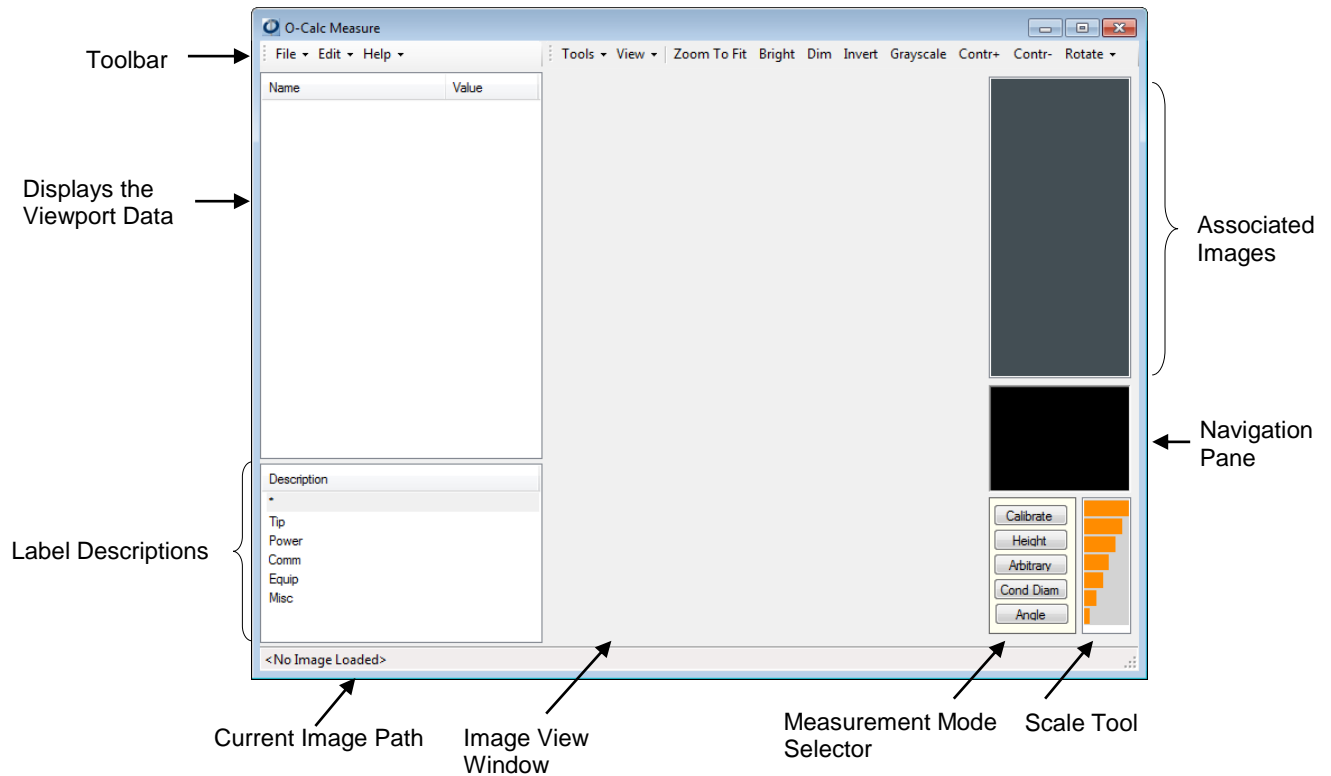 O-Calc Measure
Toolbar
File Edit Help
Tools View Zoom To Fit Bright Dim Invert Grayscale Contr+ Contr- Rotate
Name Value
Displays the
Viewport Data
Associated
Images
Navigation
Pane
Label Descriptions
Description
*
Tip
Power
Comm
Equip
Misc
Calibrate
Height
Arbitrary
Cond Diam
Angle
<No Image Loaded>
Current Image Path
Image View
Window
Measurement Mode
Selector
Scale Tool